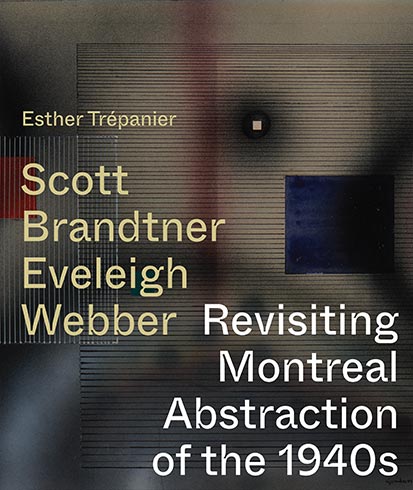 Esther Trépanier
Scott
Brandtner
Eveleigh
Webber
Revisiting
Montreal
Abstraction
of the 1940s